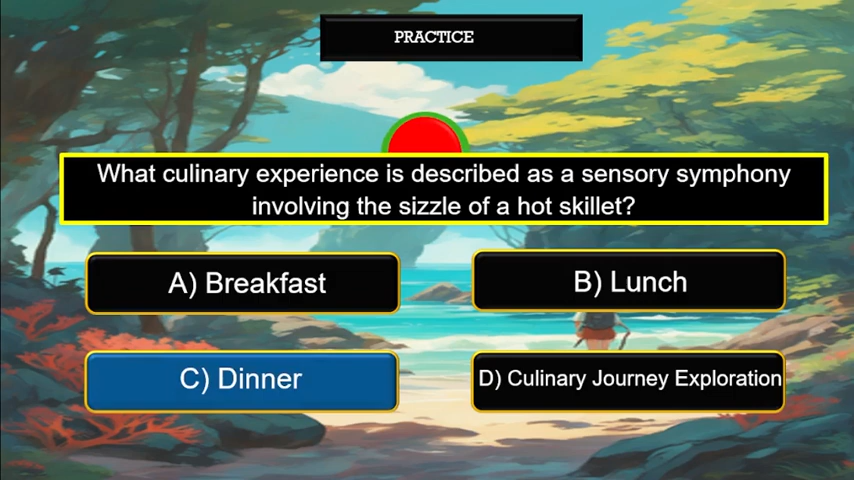 PRACTICE
What culinary experience is described as a sensory symphony
involving the sizzle of a hot skillet?
A) Breakfast
B) Lunch
C) Dinner
D) Culinary Journey Exploration